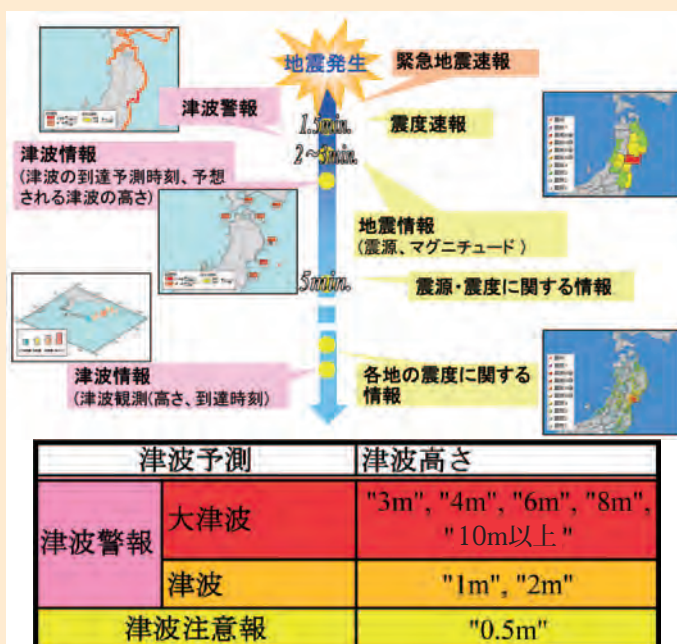 地震発生
緊急地震速報
津波警報
1.5min.
震度速報
2~3min.
津波情報
(津波の到達予測時刻、予想
される津波の高さ)
地震情報
(震源、マグニチュード)
5min.
震源・震度に関する情報
津波情報
(津波観測(高さ、到達時刻)
各地の震度に関する
情報
津波予測 津波高さ
津波警報
大津波
"3m", "4m", "6m", "8m",
"10m以上"
津波 "1m", "2m"
津波注意報 "0.5m"